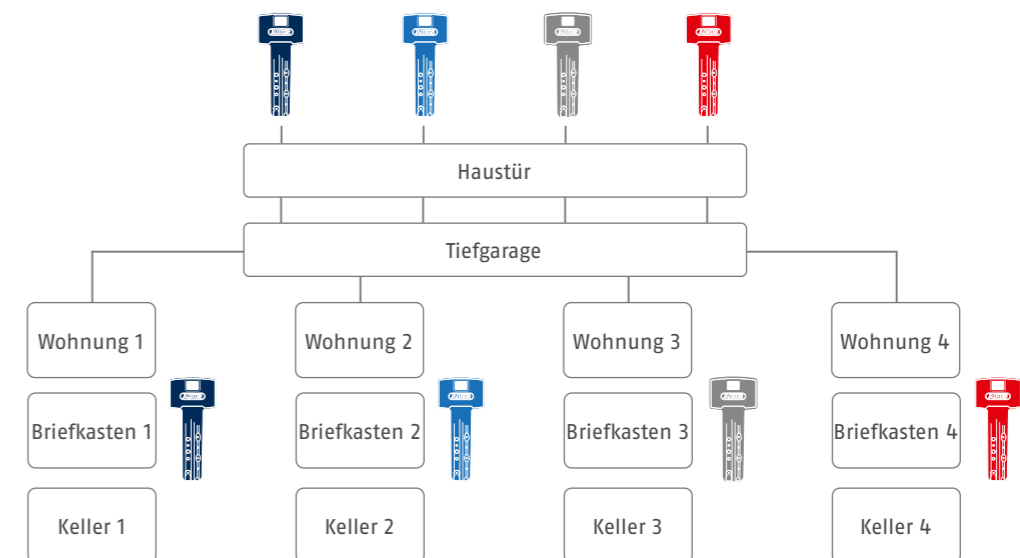 Haustür
Tiefgarage
Wohnung 1
Wohnung 2
Wohnung 3
Wohnung 4
Briefkasten 1
Briefkasten 2
Briefkasten 3
Briefkasten 4
Keller 1
Keller 2
Keller 3
Keller 4